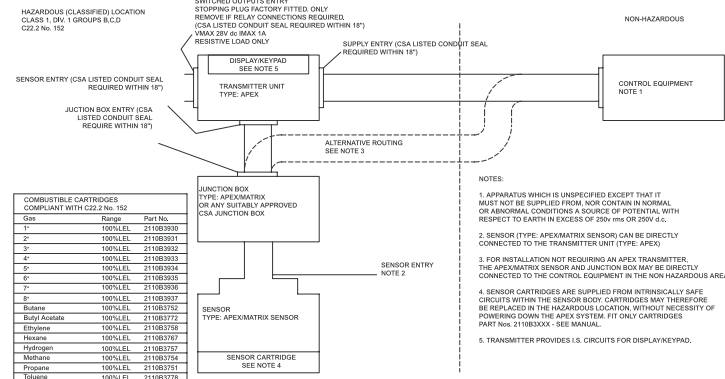 HAZARDOUS (CLASSIFIED) LOCATION
CLASS 1, DIV. 1 GROUPS B,C,D
C22.2 No. 152
SWITCHED OUTPUTS ENTRY
STOPPING PLUG FACTORY FITTED. ONLY
REMOVE IF RELAY CONNECTIONS REQUIRED.
(CSA LISTED CONDUIT SEAL REQUIRED WITHIN 18")
VMAX 28V dc IMAX 1A
RESISTIVE LOAD ONLY
NON-HAZARDOUS
SUPPLY ENTRY (CSA LISTED CONDUIT SEAL
REQUIRED WITHIN 18")
DISPLAY/KEYPAD
SEE NOTE 5
TRANSMITTER UNIT
TYPE: APEX
SENSOR ENTRY (CSA LISTED CONDUIT SEAL
REQUIRED WITHIN 18")
CONTROL EQUIPMENT
NOTE 1
JUCTION BOX ENTRY (CSA
LISTED CONDUIT SEAL
REQUIRE WITHIN 18")
ALTERNATIVE ROUTING
SEE NOTE 3
JUNCTION BOX
TYPE: APEX/MATRIX
OR ANY SUITABLY APPROVED
CSA JUNCTION BOX
SENSOR ENTRY
NOTE 2
SENSOR
TYPE: APEX/MATRIX SENSOR
SENSOR CARTRIDGE
SEE NOTE 4
COMBUSTIBLE CARTRIDGES
COMPLIANT WITH C22.2 No. 152
Gas Range Part No.
1* 100%LEL 2110B3930
2* 100%LEL 2110B3931
3* 100%LEL 2110B3932
4* 100%LEL 2110B3933
5* 100%LEL 2110B3934
6* 100%LEL 2110B3935
7* 100%LEL 2110B3936
8* 100%LEL 2110B3937
Butane 100%LEL 2110B3752
Butyl Acetate 100%LEL 2110B3772
Ethylene 100%LEL 2110B3758
Hexane 100%LEL 2110B3767
Hydrogen 100%LEL 2110B3757
Methane 100%LEL 2110B3754
Propane 100%LEL 2110B3751
Toluene 100%LEL 2110B3778
NOTES:
1. APPARATUS WHICH IS UNSPECIFIED EXCEPT THAT IT
MUST NOT BE SUPPLIED FROM, NOR CONTAIN IN NORMAL
OR ABNORMAL CONDITIONS A SOURCE OF POTENTIAL WITH
RESPECT TO EARTH IN EXCESS OF 250v rms OR 250V d.c.
2. SENSOR (TYPE: APEX/MATRIX SENSOR) CAN BE DIRECTLY
CONNECTED TO THE TRANSMITTER UNIT (TYPE: APEX)
3. FOR INSTALLATION NOT REQUIRING AN APEX TRANSMITTER,
THE APEX/MATRIX SENSOR AND JUNCTION BOX MAY BE DIRECTLY
CONNECTED TO THE CONTROL EQUIPMENT IN THE NON HAZARDOUS AREA
4. SENSOR CARTRIDGES ARE SUPPLIED FROM INTRINSICALLY SAFE
CIRCUITS WITHIN THE SENSOR BODY. CARTRIDGES MAY THEREFORE
BE REPLACED IN THE HAZARDOUS LOCATION, WITHOUT NECESSITY OF
POWERING DOWN THE APEX SYSTEM. FIT ONLY CARTRIDGES
PART Nos. 2110B3XXX - SEE MANUAL.
5. TRANSMITTER PROVIDES I.S. CIRCUITS FOR DISPLAY/KEYPAD.